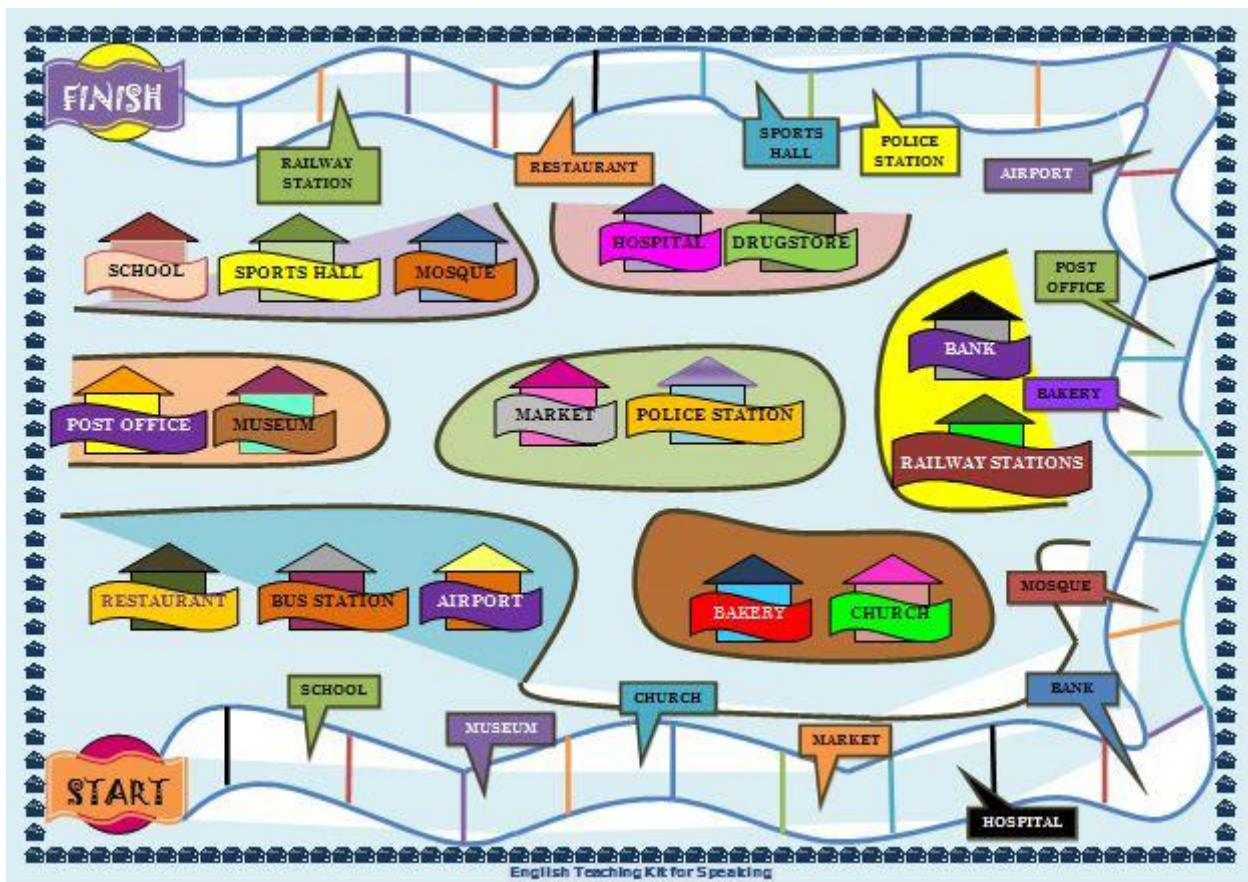 FINISH
RAILWAY
STATION
RESTAURANT
SPORTS
HALL
POLICE
STATION
AIRPORT
SCHOOL
SPORTS HALL
MOSQUE
HOSPITAL
DRUGSTORE
POST
OFFICE
BANK
BAKERY
POST OFFICE
MUSEUM
MARKET
POLICE STATION
RAILWAY STATIONS
RESTAURANT
BUS STATION
AIRPORT
BAKERY
CHURCH
MOSQUE
SCHOOL
MUSEUM
CHURCH
MARKET
BANK
START
HOSPITAL
English Teaching Kit for Speaking